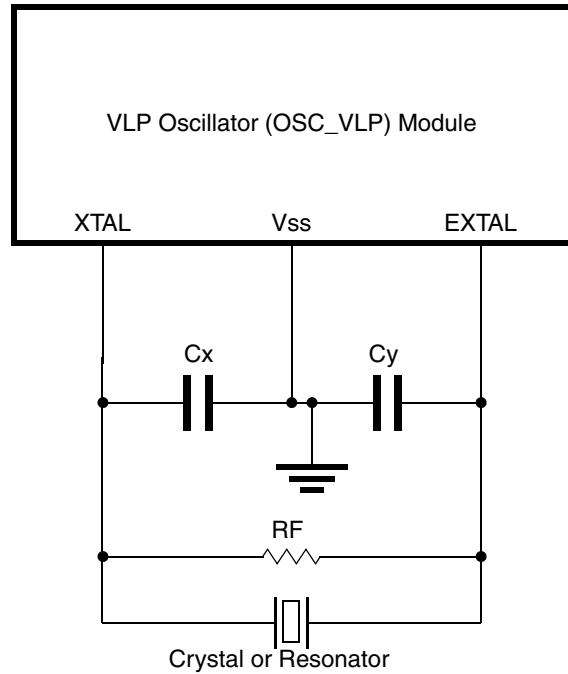 VLP Oscillator (OSC_VLP) Module
XTAL Vss EXTAL
Cx Cy
RF
Crystal or Resonator